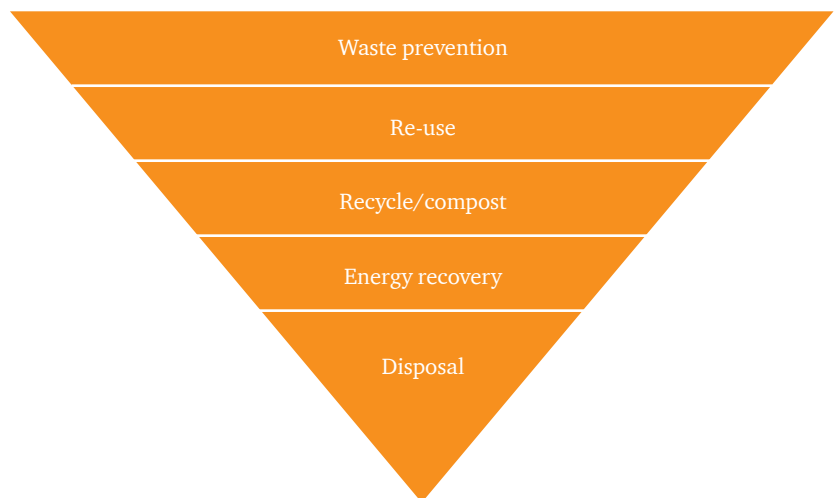 Waste prevention
Re-use
Recycle/compost
Energy recovery
Disposal